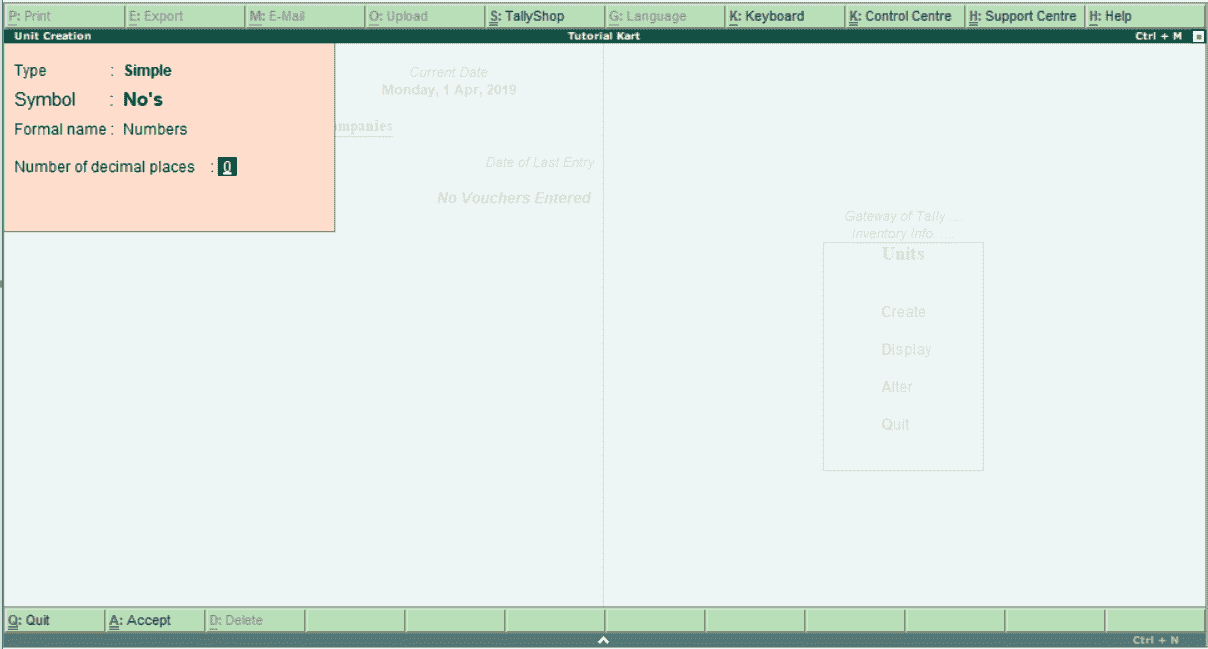 P: Print E: Export M: E-Mail O: Upload S: TallyShop G: Language K: Keyboard K: Control Centre H: Support Centre H: Help
Unit Creation Tutorial Kart Ctrl + M
Type : Simple
Symbol : No's
Formal name : Numbers
Number of decimal places : 0
Current Date
Monday, 1 Apr, 2019
ompanies
Date of Last Entry
No Vouchers Entered
Gateway of Tally ...
Inventory Info. ...
Units
Create
Display
Alter
Quit
Q: Quit A: Accept D: Delete
Ctrl + N